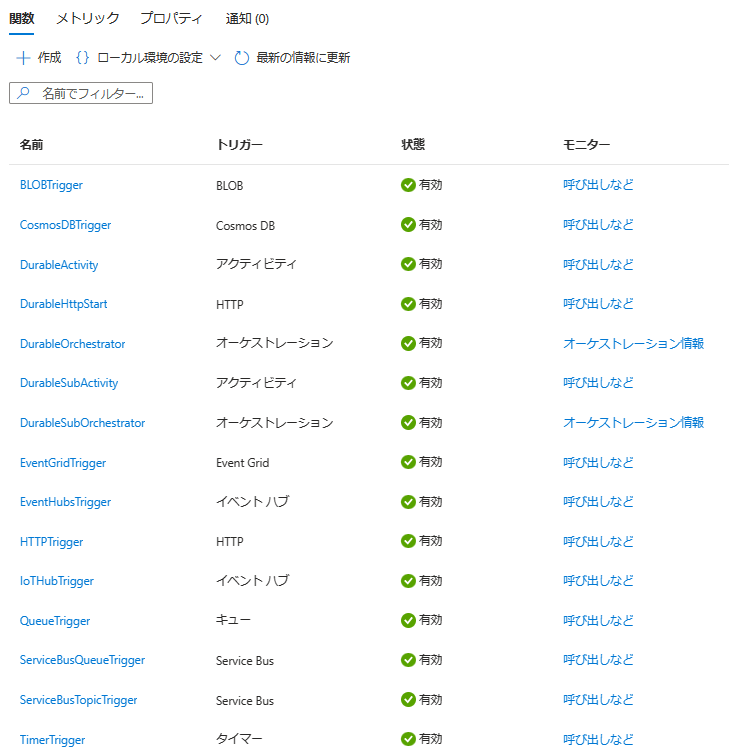 関数 メトリック プロパティ 通知 (0)
作成 {} ローカル環境の設定 最新の情報に更新
名前でフィルター...
名前 トリガー 状態 モニター
BLOBTrigger BLOB 有効 呼び出しなど
CosmosDBTrigger Cosmos DB 有効 呼び出しなど
DurableActivity アクティビティ 有効 呼び出しなど
DurableHttpStart HTTP 有効 呼び出しなど
DurableOrchestrator オーケストレーション 有効 オーケストレーション情報
DurableSubActivity アクティビティ 有効 呼び出しなど
DurableSubOrchestrator オーケストレーション 有効 オーケストレーション情報
EventGridTrigger Event Grid 有効 呼び出しなど
EventHubsTrigger イベント ハブ 有効 呼び出しなど
HTTPTrigger HTTP 有効 呼び出しなど
IoTHubTrigger イベント ハブ 有効 呼び出しなど
QueueTrigger キュー 有効 呼び出しなど
ServiceBusQueueTrigger Service Bus 有効 呼び出しなど
ServiceBusTopicTrigger Service Bus 有効 呼び出しなど
TimerTrigger タイマー 有効 呼び出しなど